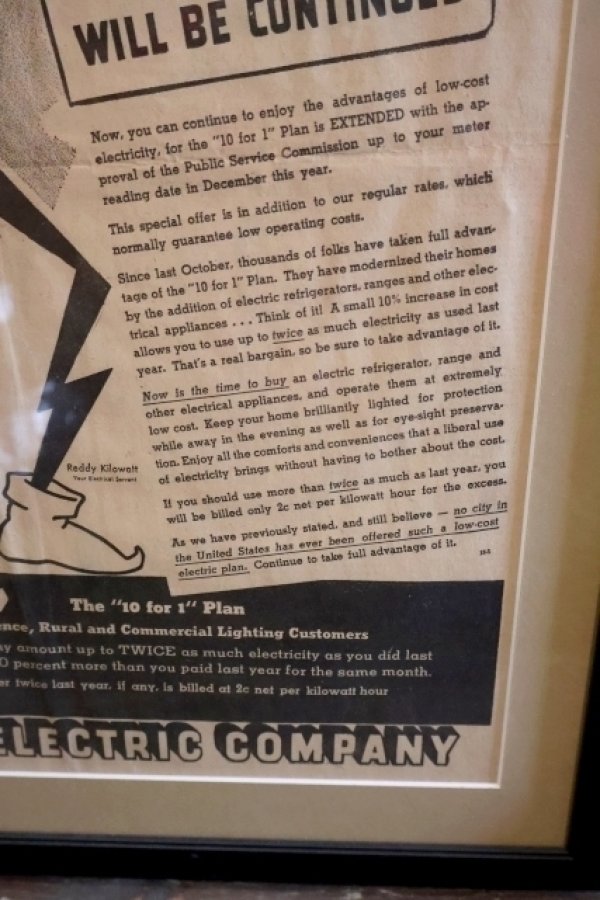 WILL BE CONTINUED
Now, you can continue to enjoy the advantages of low-cost
electricity, for the "10 for 1" Plan is EXTENDED with the ap-
proval of the Public Service Commission up to your meter
reading date in December this year.
This special offer is in addition to our regular rates, which
normally guarantee low operating costs.
Since last October, thousands of folks have taken full advan-
tage of the "10 for 1" Plan. They have modernized their homes
by the addition of electric refrigerators, ranges and other elec-
trical appliances . . . Think of it! A small 10% increase in cost
allows you to use up to twice as much electricity as used last
year. That's a real bargain, so be sure to take advantage of it.
Now is the time to buy an electric refrigerator, range and
other electrical appliances, and operate them at extremely
low cost. Keep your home brilliantly lighted for protection
while away in the evening as well as for eye-sight preserva-
tion. Enjoy all the comforts and conveniences that a liberal use
of electricity brings without having to bother about the cost.
If you should use more than twice as much as last year, you
will be billed only 2c net per kilowatt hour for the excess.
As we have previously stated, and still believe — no city in
the United States has ever been offered such a low-cost
electric plan. Continue to take full advantage of it.
Reddy Kilowatt
Your Electrical Servant
The "10 for 1" Plan
nce, Rural and Commercial Lighting Customers
y amount up to TWICE as much electricity as you did last
0 percent more than you paid last year for the same month.
er twice last year, if any, is billed at 2c net per kilowatt hour
ELECTRIC COMPANY